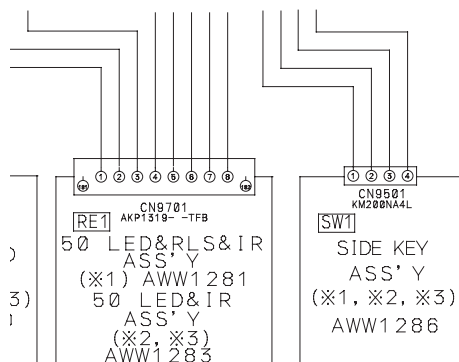 1 2 3 4 5 6 7 8
101 102
CN9701
AKP1319- -TFB
RE1
50 LED&RLS&IR
ASS'Y
(※1) AWW1281
50 LED&IR
ASS'Y
(※2, ※3)
AWW1283
3)
1 2 3 4
CN9501
KM200NA4L
SW1
SIDE KEY
ASS'Y
(※1, ※2, ※3)
AWW1286